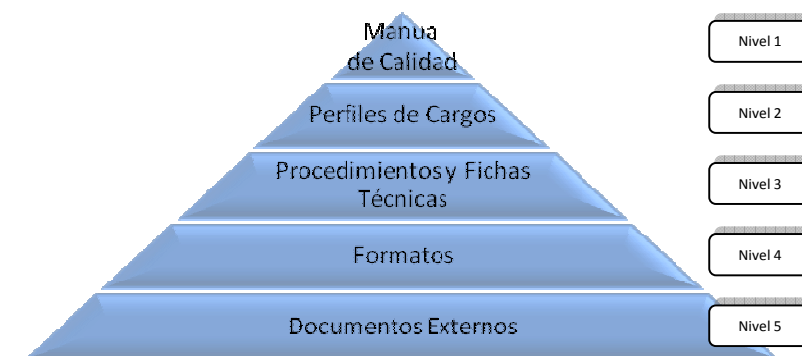 Manua
de Calidad
Nivel 1
Perfiles de Cargos
Nivel 2
Procedimientos y Fichas
Técnicas
Nivel 3
Formatos
Nivel 4
Documentos Externos
Nivel 5